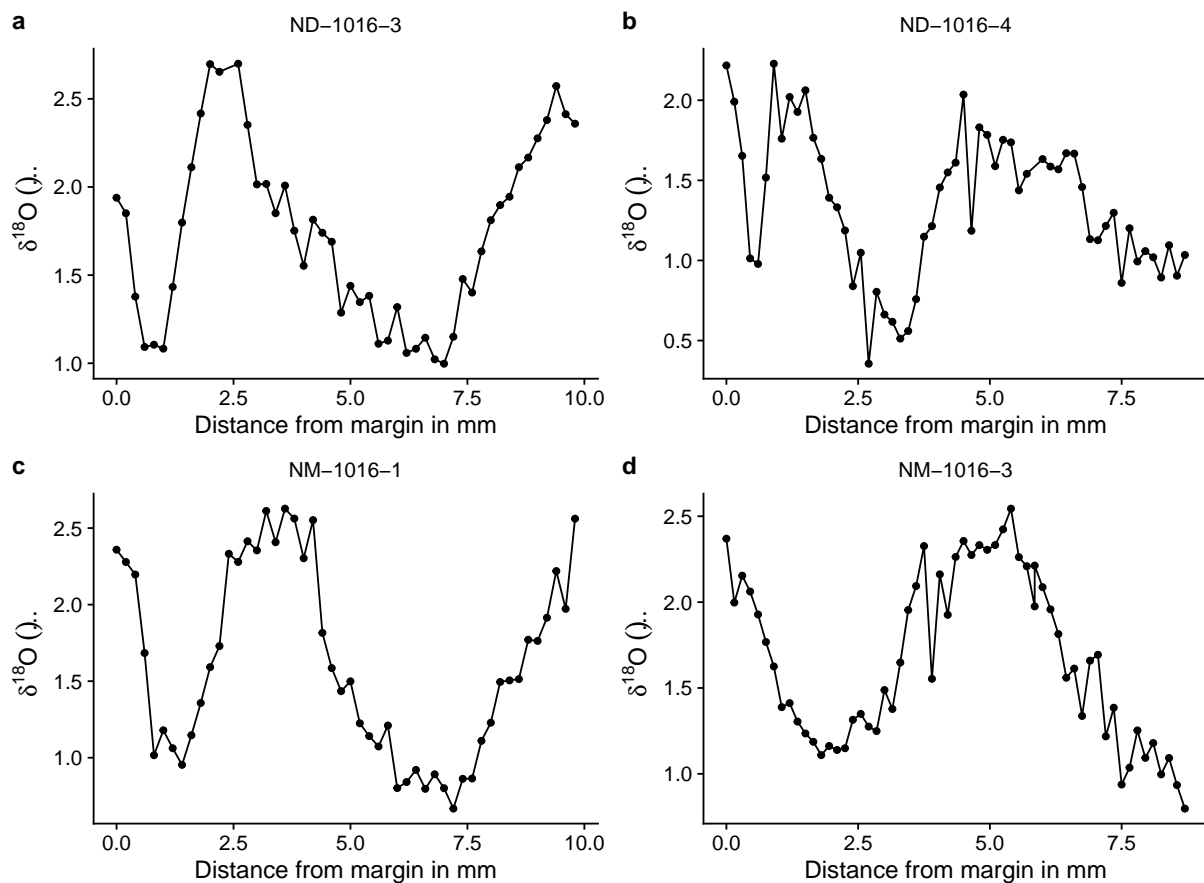 a
ND−1016−3
δ18O ()‚..
2.5
2.0
1.5
1.0
0.0 2.5 5.0 7.5 10.0
Distance from margin in mm
b
ND−1016−4
δ18O ()‚..
2.0
1.5
1.0
0.5
0.0 2.5 5.0 7.5
Distance from margin in mm
c
NM−1016−1
δ18O ()‚..
2.5
2.0
1.5
1.0
0.0 2.5 5.0 7.5 10.0
Distance from margin in mm
d
NM−1016−3
δ18O ()‚..
2.5
2.0
1.5
1.0
0.0 2.5 5.0 7.5
Distance from margin in mm